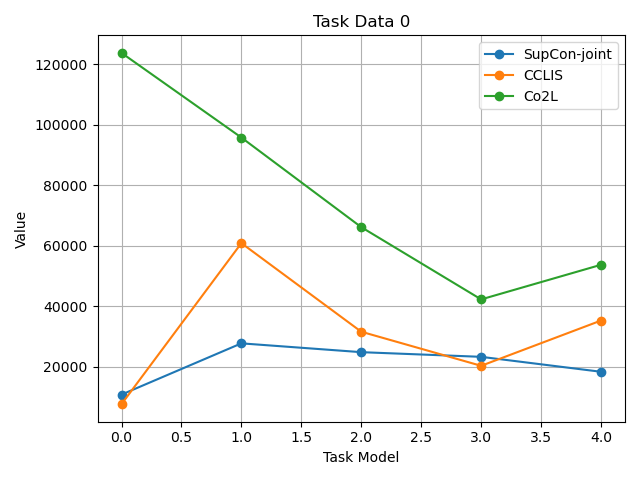 Task Data 0
SupCon-joint
CCLIS
Co2L
Value
120000
100000
80000
60000
40000
20000
0.0 0.5 1.0 1.5 2.0 2.5 3.0 3.5 4.0
Task Model